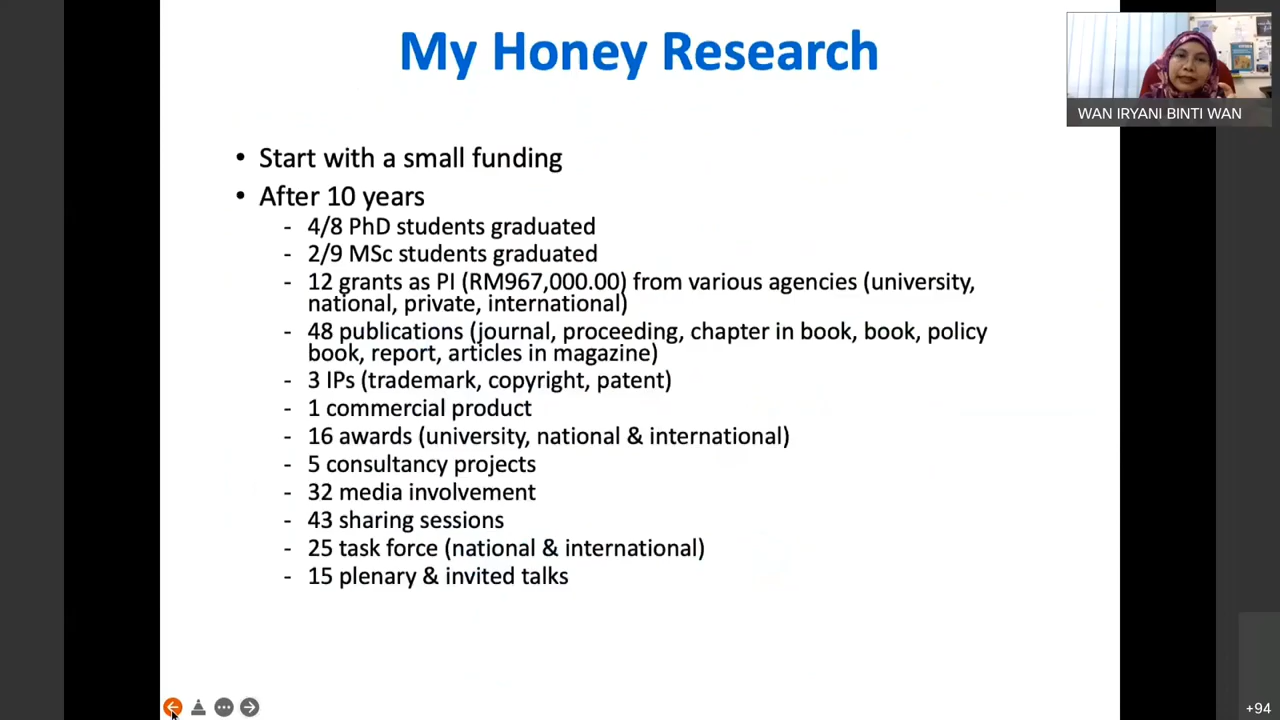 My Honey Research
WAN IRYANI BINTI WAN
• Start with a small funding
• After 10 years
- 4/8 PhD students graduated
- 2/9 MSc students graduated
- 12 grants as PI (RM967,000.00) from various agencies (university,
national, private, international)
- 48 publications (journal, proceeding, chapter in book, book, policy
book, report, articles in magazine)
- 3 IPs (trademark, copyright, patent)
- 1 commercial product
- 16 awards (university, national & international)
- 5 consultancy projects
- 32 media involvement
- 43 sharing sessions
- 25 task force (national & international)
- 15 plenary & invited talks
+94